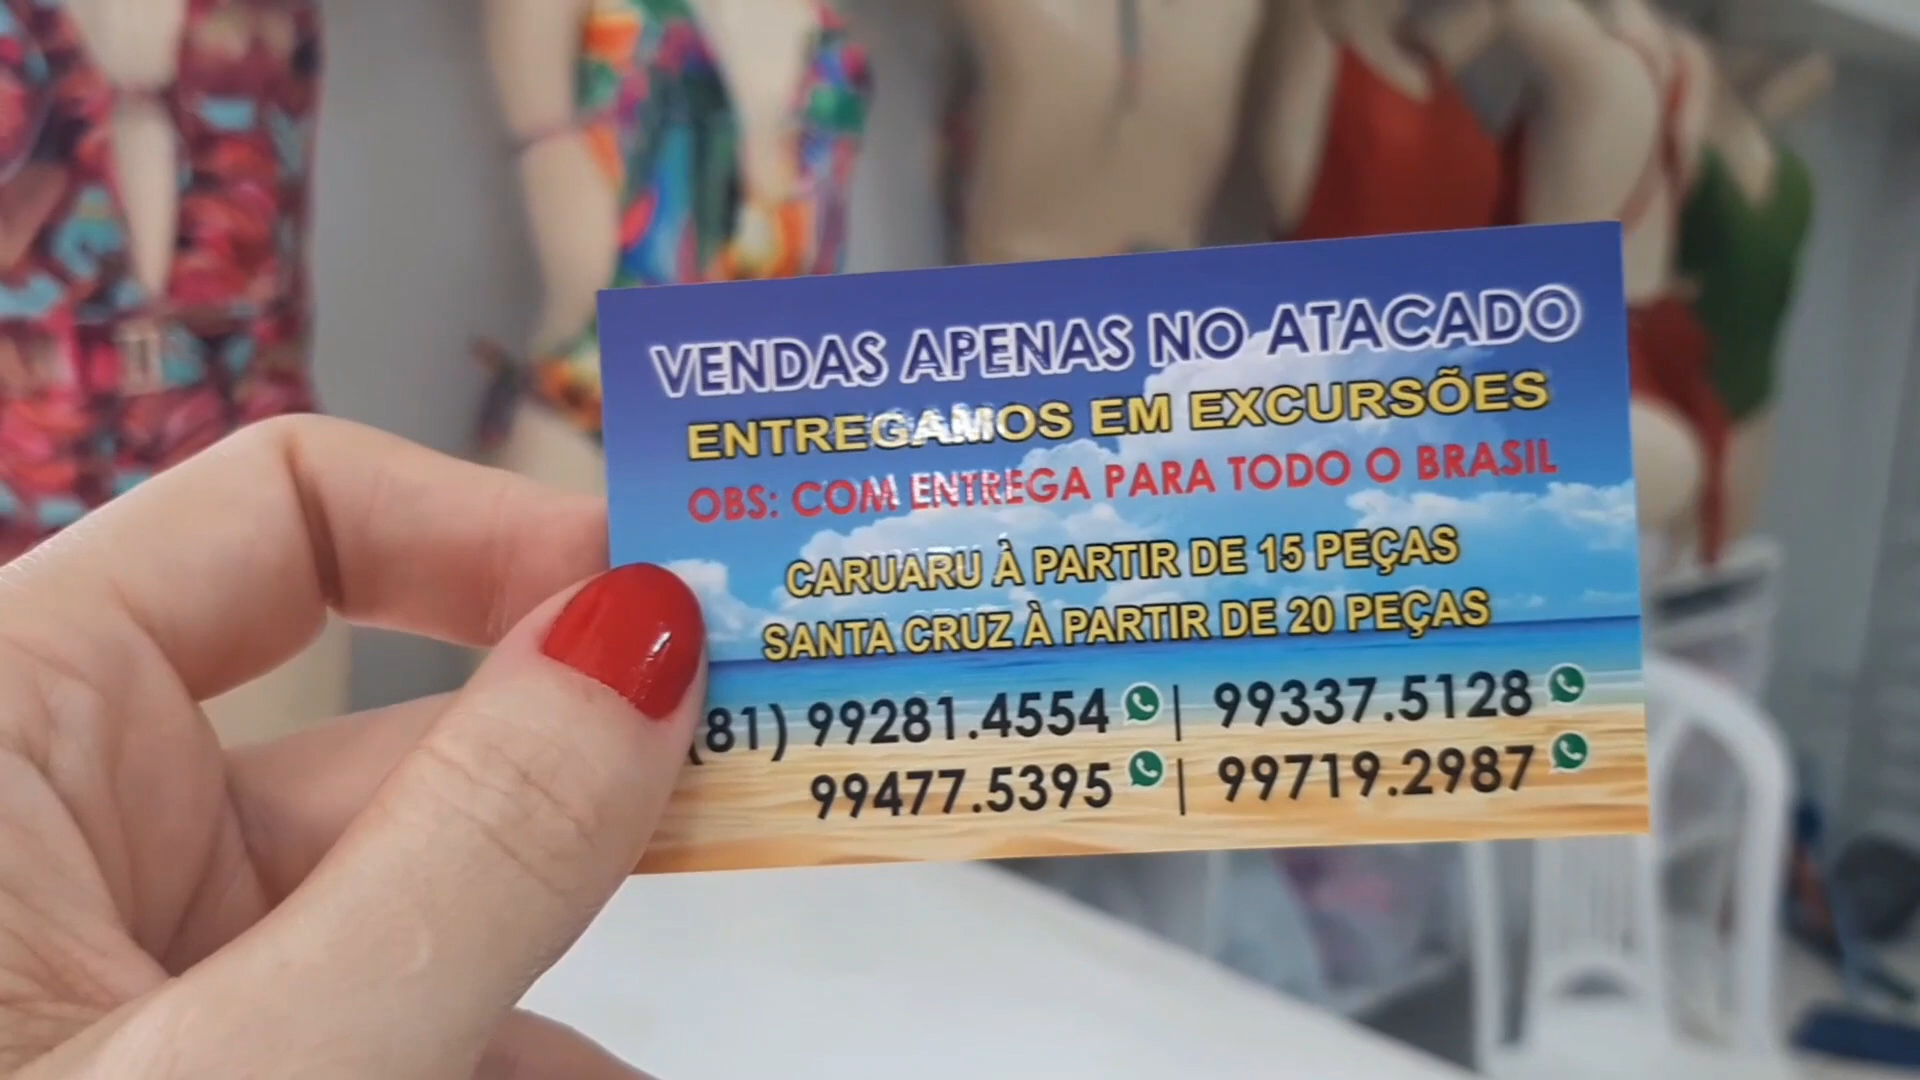 VENDAS APENAS NO ATACADO
ENTREGAMOS EM EXCURSÕES
OBS: COM ENTREGA PARA TODO O BRASIL
CARUARU À PARTIR DE 15 PEÇAS
SANTA CRUZ À PARTIR DE 20 PEÇAS
(81) 99281.4554 | 99337.5128
99477.5395 | 99719.2987